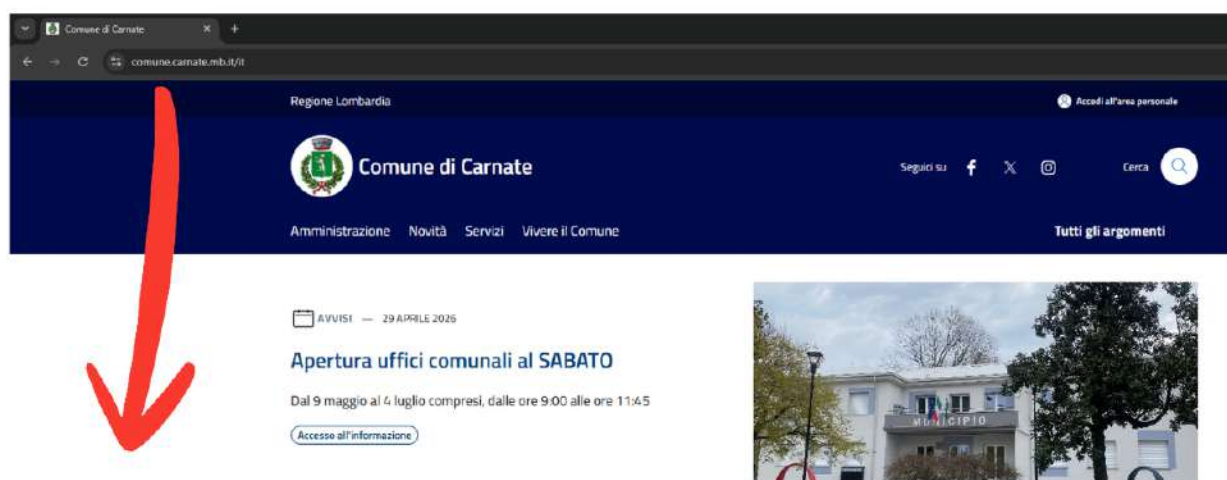 Comune di Carnate
comune.carnate.mb.it/it
Regione Lombardia
Accedi all'area personale
Comune di Carnate
Seguici su
Cerca
Amministrazione Novità Servizi Vivere il Comune
Tutti gli argomenti
AVVISI — 29 APRILE 2026
Apertura uffici comunali al SABATO
Dal 9 maggio al 4 luglio compresi, dalle ore 9:00 alle ore 11:45
Accesso all'informazione
MUNICIPIO